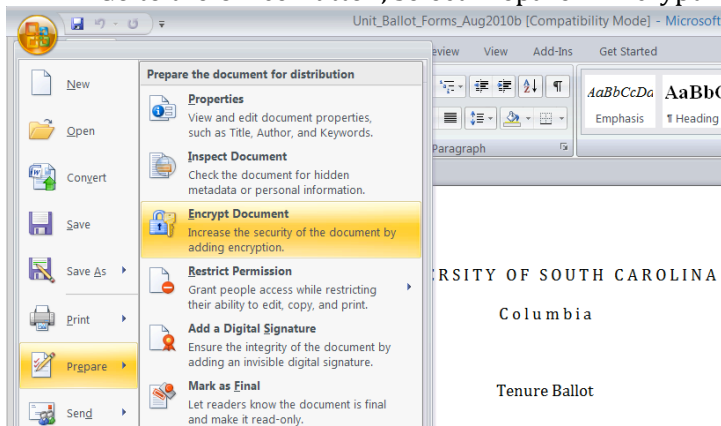 Unit_Ballot_Forms_Aug2010b [Compatibility Mode] - Microsoft
View Add-Ins Get Started
New
Open
Convert
Save
Save As
Print
Prepare
Send
Prepare the document for distribution
Properties
View and edit document properties,
such as Title, Author, and Keywords.
Inspect Document
Check the document for hidden
metadata or personal information.
Encrypt Document
Increase the security of the document by
adding encryption.
Restrict Permission
Grant people access while restricting
their ability to edit, copy, and print.
Add a Digital Signature
Ensure the integrity of the document by
adding an invisible digital signature.
Mark as Final
Let readers know the document is final
and make it read-only.
Paragraph
AaBbCcDa
Emphasis
¶ Heading
RSITY OF SOUTH CAROLINA
Columbia
Tenure Ballot